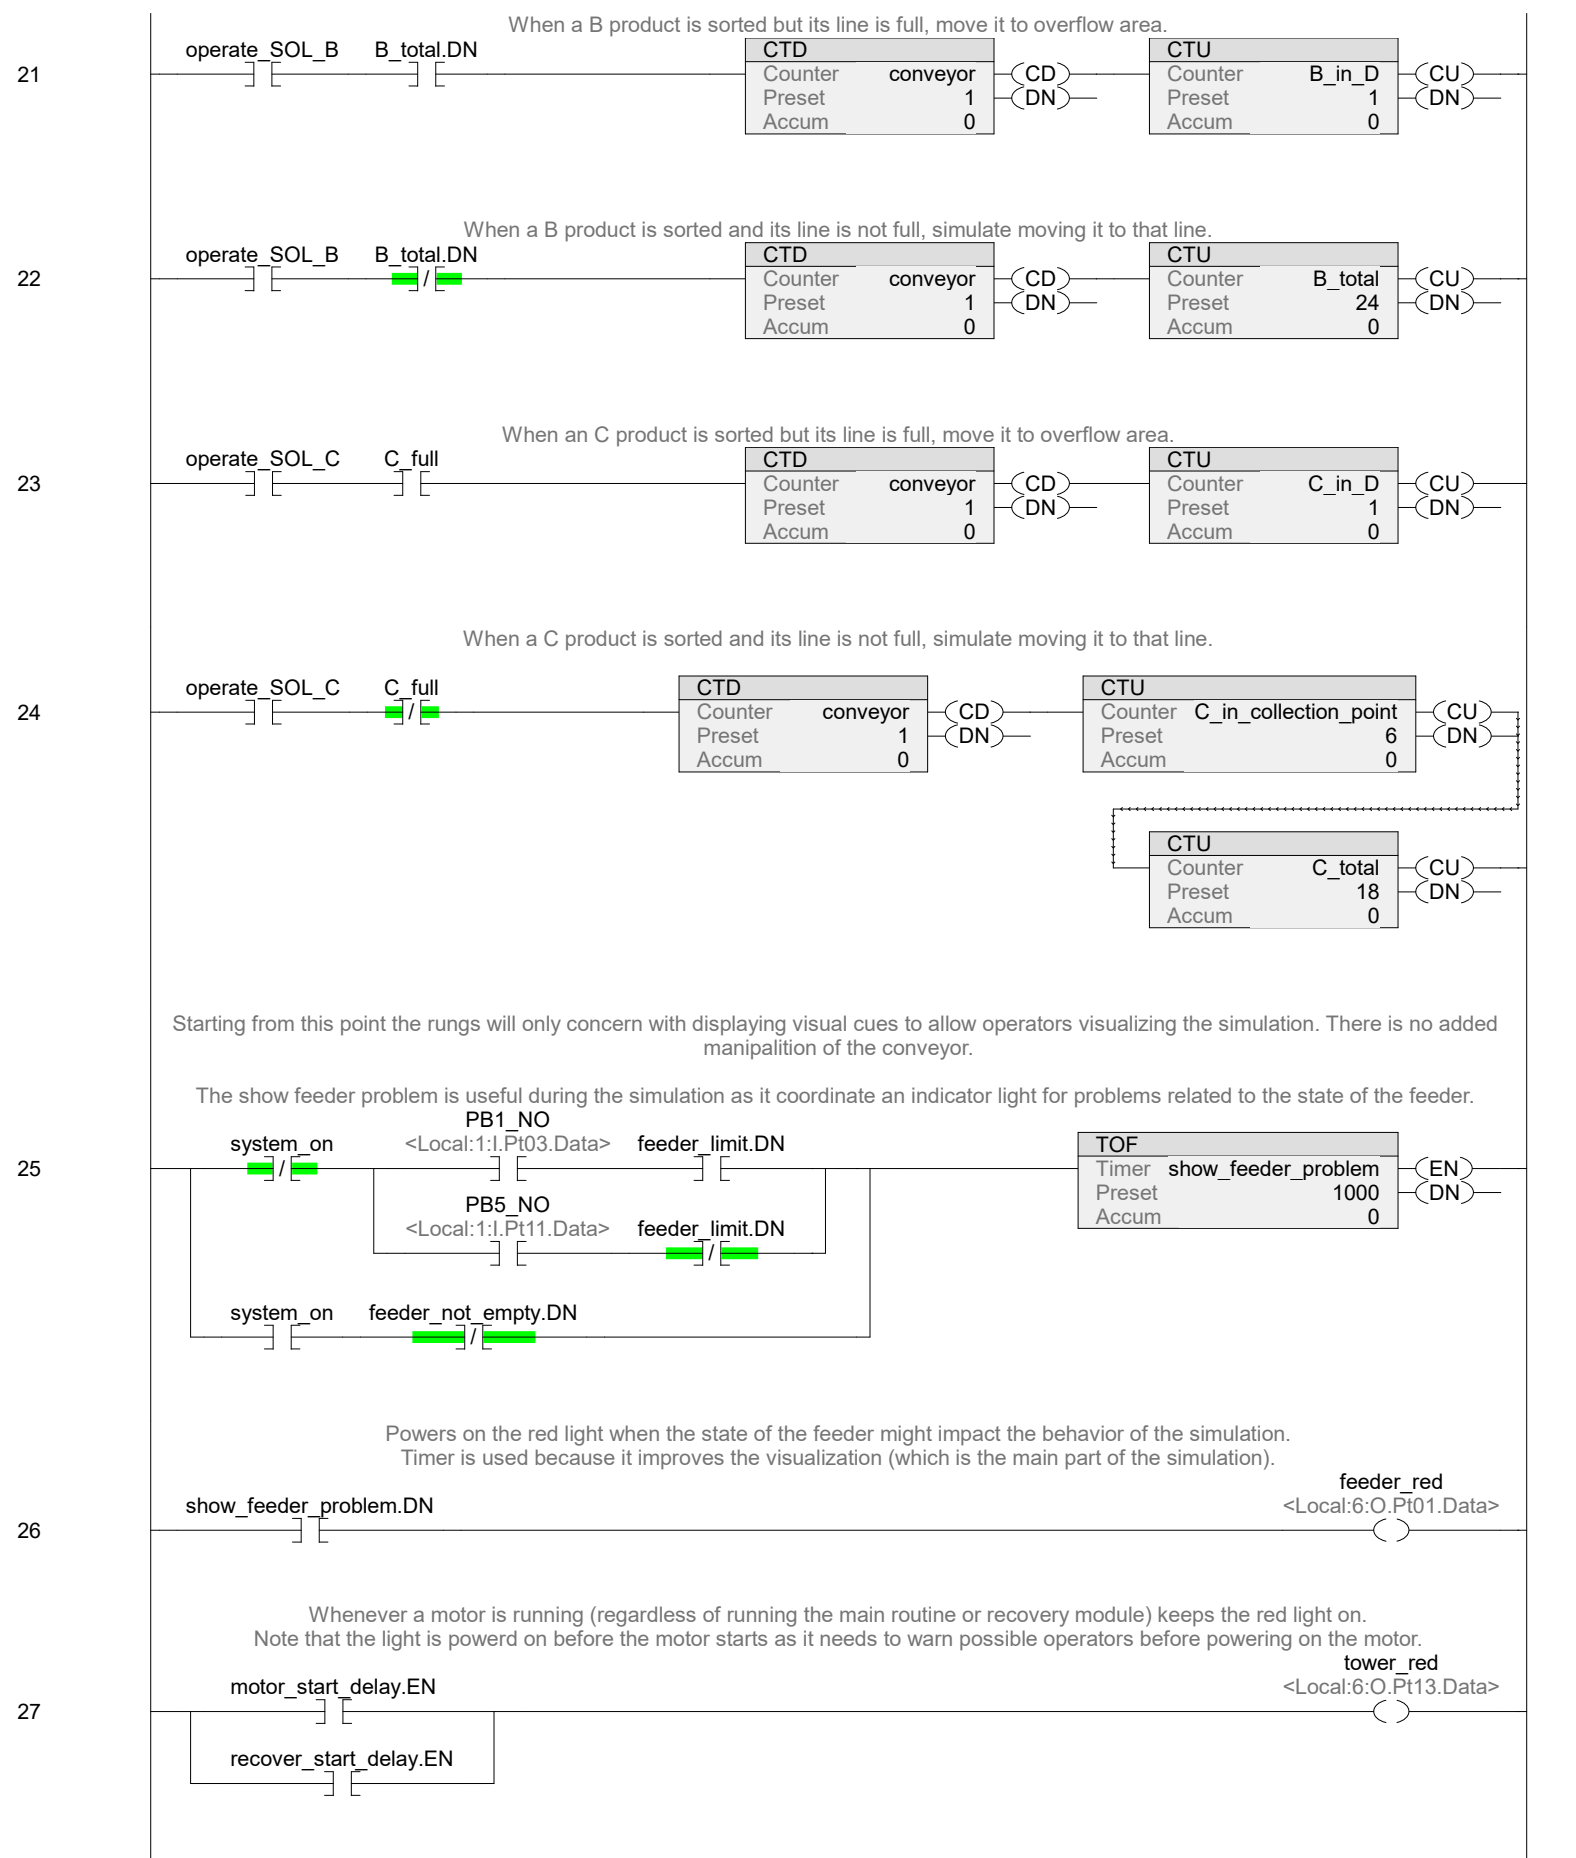 When a B product is sorted but its line is full, move it to overflow area.
operate_SOL_B B_total.DN CTD CTU
21 Counter conveyor CD Counter B_in_D CU
Preset 1 DN Preset 1 DN
Accum 0 Accum 0
When a B product is sorted and its line is not full, simulate moving it to that line.
operate_SOL_B B_total.DN CTD CTU
22 / Counter conveyor CD Counter B_total CU
Preset 1 DN Preset 24 DN
Accum 0 Accum 0
When an C product is sorted but its line is full, move it to overflow area.
operate_SOL_C C_full CTD CTU
23 Counter conveyor CD Counter C_in_D CU
Preset 1 DN Preset 1 DN
Accum 0 Accum 0
When a C product is sorted and its line is not full, simulate moving it to that line.
operate_SOL_C C_full CTD CTU
24 / Counter conveyor CD Counter C_in_collection_point CU
Preset 1 DN Preset 6 DN
Accum 0 Accum 0
CTU
Counter C_total CU
Preset 18 DN
Accum 0
Starting from this point the rungs will only concern with displaying visual cues to allow operators visualizing the simulation. There is no added
manipalition of the conveyor.
The show feeder problem is useful during the simulation as it coordinate an indicator light for problems related to the state of the feeder.
PB1_NO
system_on <Local:1:I.Pt03.Data> feeder_limit.DN TOF
25 / Timer show_feeder_problem EN
Preset 1000 DN
Accum 0
PB5_NO
<Local:1:I.Pt11.Data> feeder_limit.DN
/
system_on feeder_not_empty.DN
/
Powers on the red light when the state of the feeder might impact the behavior of the simulation.
Timer is used because it improves the visualization (which is the main part of the simulation).
feeder_red
show_feeder_problem.DN <Local:6:O.Pt01.Data>
26
Whenever a motor is running (regardless of running the main routine or recovery module) keeps the red light on.
Note that the light is powerd on before the motor starts as it needs to warn possible operators before powering on the motor.
tower_red
motor_start_delay.EN <Local:6:O.Pt13.Data>
27
recover_start_delay.EN